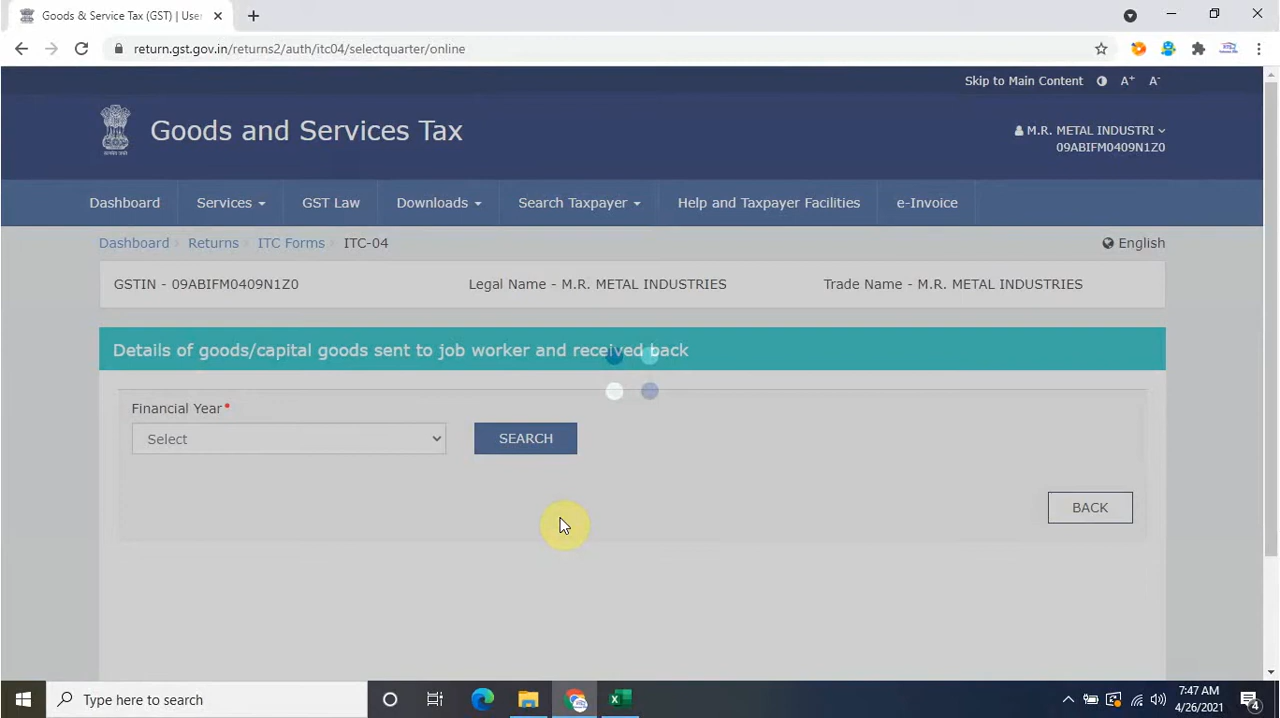 Goods & Service Tax (GST) | User
return.gst.gov.in/returns2/auth/itc04/selectquarter/online
Skip to Main Content A+ A-
Goods and Services Tax
M.R. METAL INDUSTRI
09ABIFM0409N1Z0
Dashboard Services GST Law Downloads Search Taxpayer Help and Taxpayer Facilities e-Invoice
Dashboard Returns ITC Forms ITC-04 English
GSTIN - 09ABIFM0409N1Z0 Legal Name - M.R. METAL INDUSTRIES Trade Name - M.R. METAL INDUSTRIES
Details of goods/capital goods sent to job worker and received back
Financial Year*
Select SEARCH
BACK
Type here to search
7:47 AM
4/26/2021
4